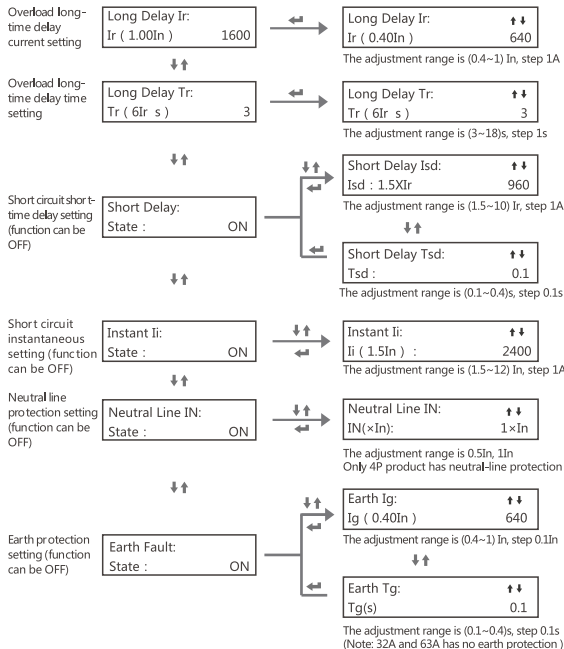 Overload long-
time delay
current setting
Long Delay Ir:
Ir ( 1.00In ) 1600
Long Delay Ir:
Ir ( 0.40In ) 640
The adjustment range is (0.4~1) In, step 1A
Overload long-
time delay time
setting
Long Delay Tr:
Tr ( 6Ir s ) 3
Long Delay Tr:
Tr ( 6Ir s ) 3
The adjustment range is (3~18)s, step 1s
Short circuit short-
time delay setting
(function can be
OFF)
Short Delay:
State : ON
Short Delay Isd:
Isd : 1.5XIr 960
The adjustment range is (1.5~10) Ir, step 1A
Short Delay Tsd:
Tsd : 0.1
The adjustment range is (0.1~0.4)s, step 0.1s
Short circuit
instantaneous
setting (function
can be OFF)
Instant Ii:
State : ON
Instant Ii:
Ii ( 1.5In ) : 2400
The adjustment range is (1.5~12) In, step 1A
Neutral line
protection setting
(function can be
OFF)
Neutral Line IN:
State : ON
Neutral Line IN:
IN(×In): 1×In
The adjustment range is 0.5In, 1In
Only 4P product has neutral-line protection
Earth protection
setting (function
can be OFF)
Earth Fault:
State : ON
Earth Ig:
Ig ( 0.40In ) 640
The adjustment range is (0.4~1) In, step 0.1In
Earth Tg:
Tg(s) 0.1
The adjustment range is (0.1~0.4)s, step 0.1s
(Note: 32A and 63A has no earth protection )